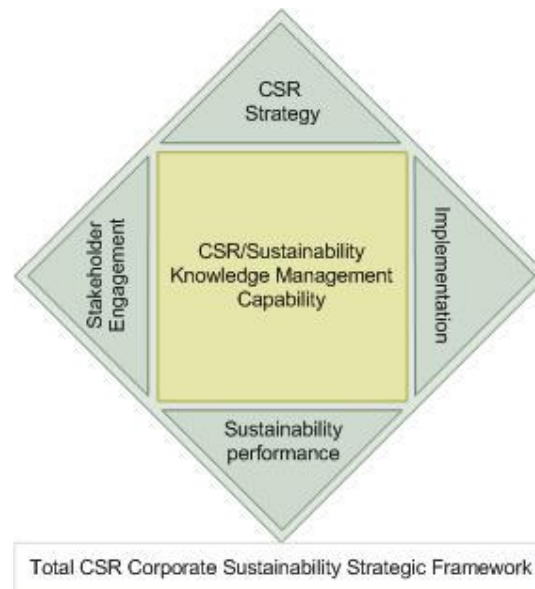 CSR
Strategy
Stakeholder
Engagement
CSR/Sustainability
Knowledge Management
Capability
Implementation
Sustainability
performance
Total CSR Corporate Sustainability Strategic Framework